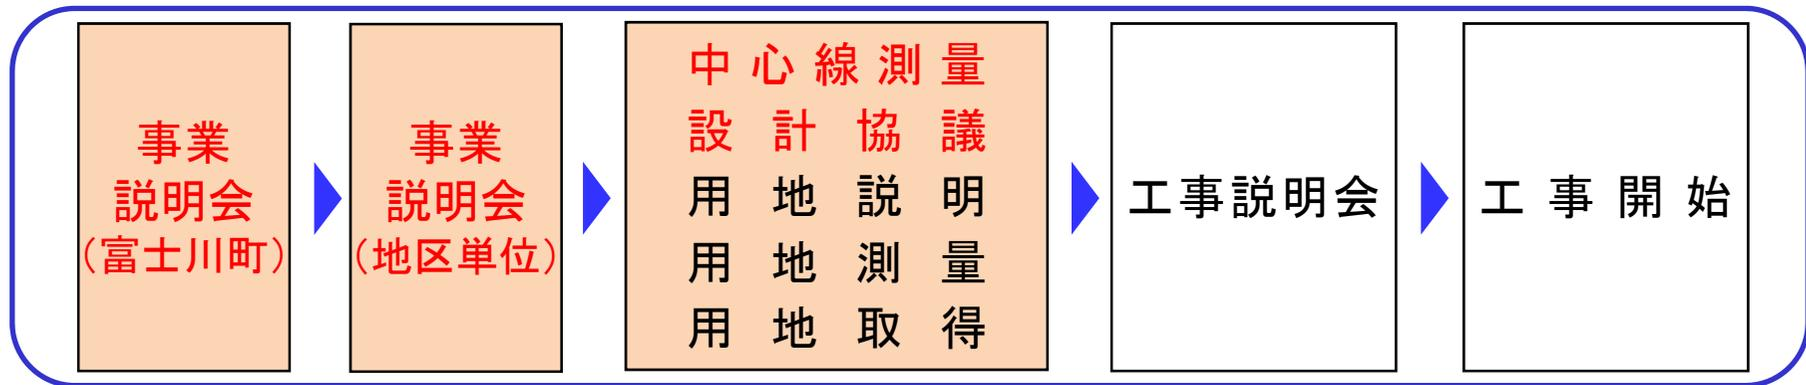 事業
説明会
（富士川町）
事業
説明会
（地区単位）
中心線測量
設計協議
用地説明
用地測量
用地取得
工事説明会
工事開始